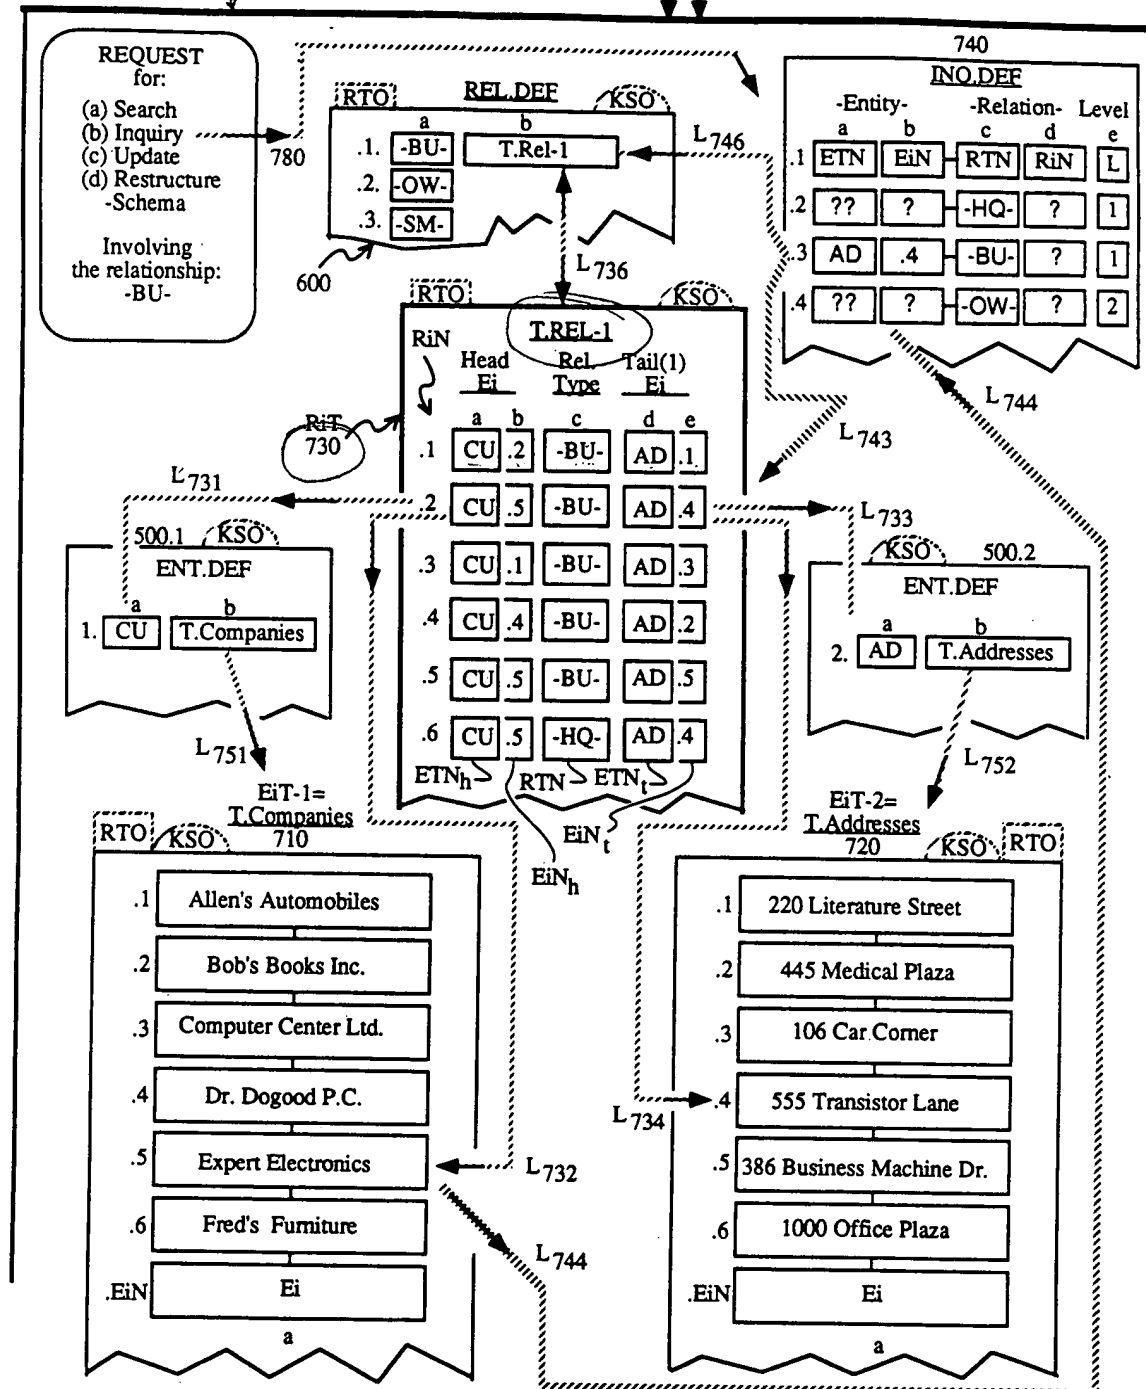 REQUEST
for:
(a) Search
(b) Inquiry
(c) Update
(d) Restructure
-Schema
Involving
the relationship:
-BU-
780
RTO
REL.DEF
KSO
a b
.1. -BU- T.Rel-1
.2. -OW-
.3. -SM-
600
L746
L736
740
INQ.DEF
-Entity- -Relation- Level
a b c d e
.1 ETN EiN RTN RiN L
.2 ?? ? -HQ- ? 1
.3 AD .4 -BU- ? 1
.4 ?? ? -OW- ? 2
L744
L743
RTO
KSO
T.REL-1
RiN
Head Rel. Tail(1)
Ei Type Ei
RiT
730
a b c d e
.1 CU .2 -BU- AD .1
.2 CU .5 -BU- AD .4
.3 CU .1 -BU- AD .3
.4 CU .4 -BU- AD .2
.5 CU .5 -BU- AD .5
.6 CU .5 -HQ- AD .4
ETNh RTN ETNt
EiNt
EiNh
L731
500.1 KSO
ENT.DEF
a b
1. CU T.Companies
L751
L733
KSO 500.2
ENT.DEF
a b
2. AD T.Addresses
L752
EiT-1=
T.Companies
RTO KSO 710
.1 Allen's Automobiles
.2 Bob's Books Inc.
.3 Computer Center Ltd.
.4 Dr. Dogood P.C.
.5 Expert Electronics
.6 Fred's Furniture
.EiN Ei
a
L732
L744
EiT-2=
T.Addresses
720 KSO RTO
.1 220 Literature Street
.2 445 Medical Plaza
.3 106 Car Corner
L734 .4 555 Transistor Lane
.5 386 Business Machine Dr.
.6 1000 Office Plaza
.EiN Ei
a